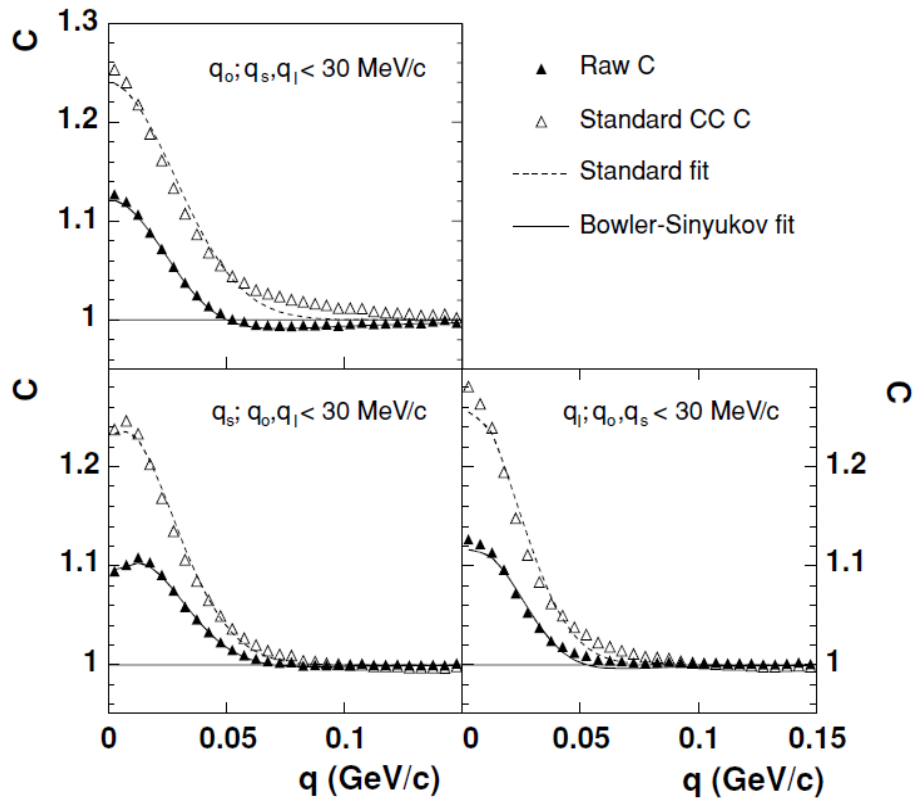 C
1.3
1.2
1.1
1
q_o; q_s,q_l < 30 MeV/c
Raw C
Standard CC C
Standard fit
Bowler-Sinyukov fit
C
1.2
1.1
1
q_s; q_o,q_l < 30 MeV/c
q_l; q_o,q_s < 30 MeV/c
C
1.2
1.1
1
0 0.05 0.1
q (GeV/c)
0 0.05 0.1 0.15
q (GeV/c)